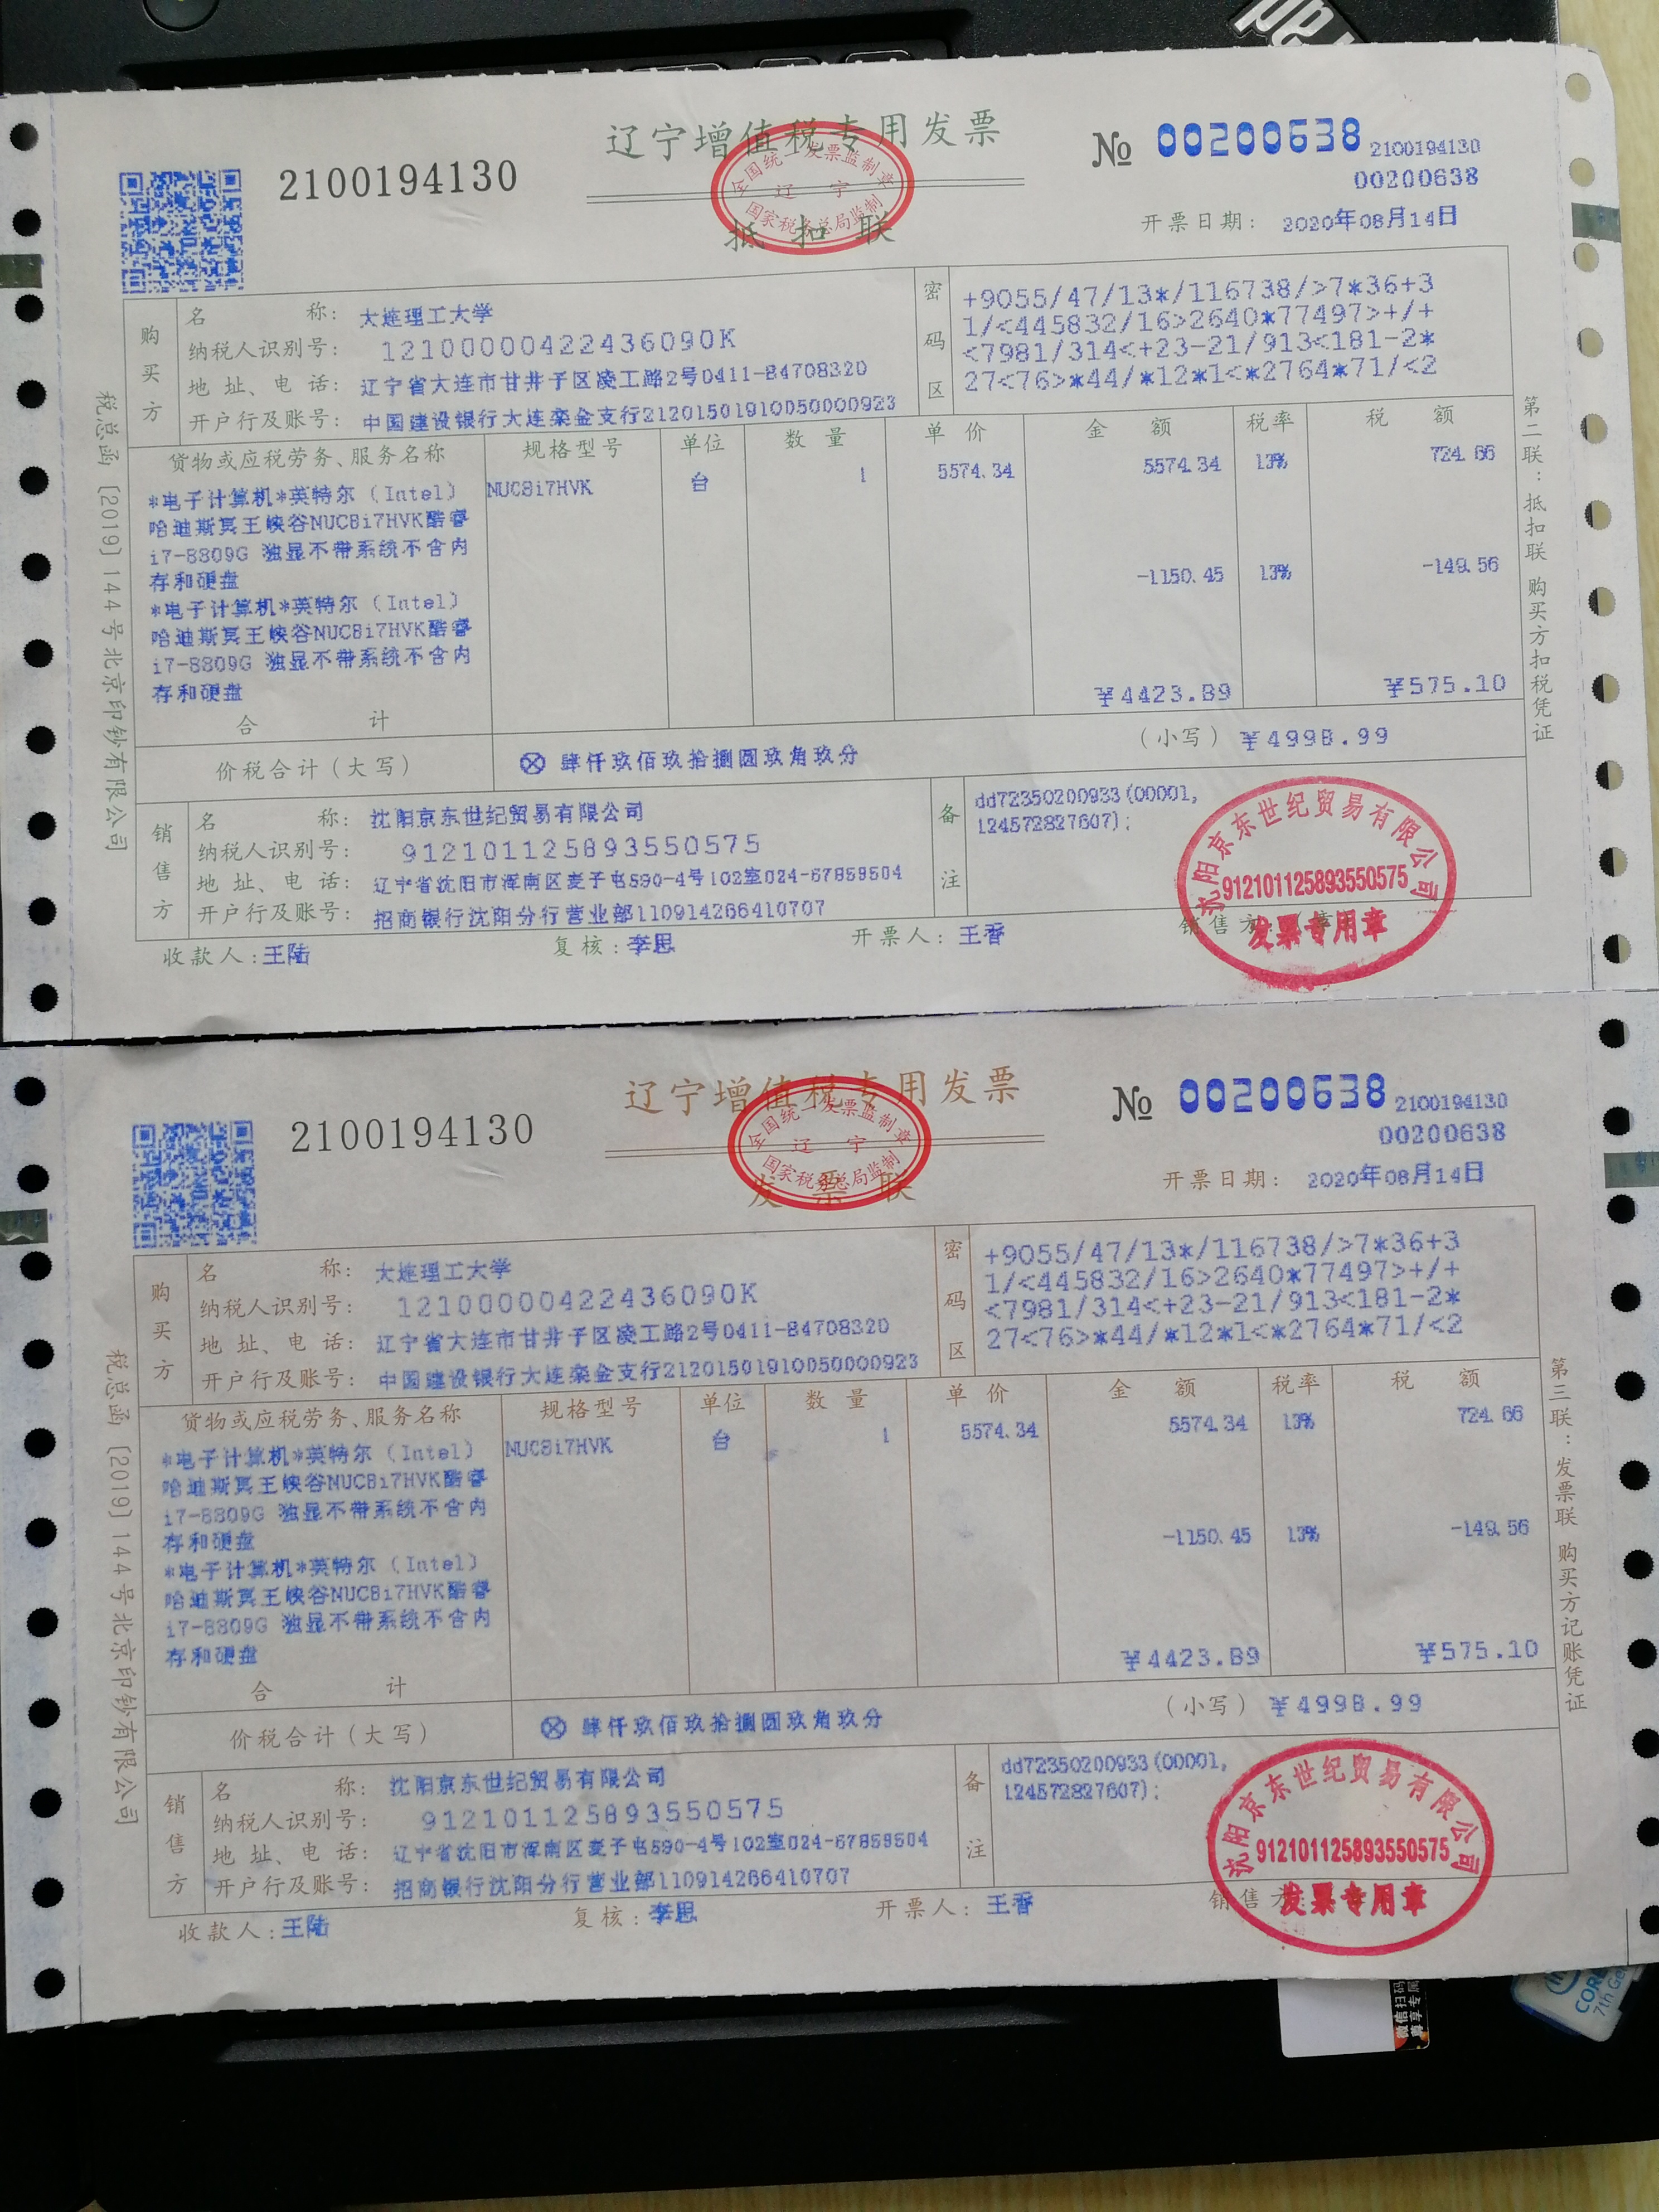 辽宁增值税专用发票
2100194130
№ 00200638
2100194130
00200638
全国统一发票监制章
辽 宁
国家税务总局监制
抵 扣 联
开票日期: 2020年08月14日
购买方
名 称: 大连理工大学
纳税人识别号: 12100000422436090K
地 址、电 话: 辽宁省大连市甘井子区凌工路2号0411-84708320
开户行及账号: 中国建设银行大连栾金支行21201501910050000923
密码区
+9055/47/13*/116738/>7*36+3
1/<445832/16>2640*77497>+/+
<7981/314<+23-21/913<181-2*
27<76>*44/*12*1<*2764*71/<2
货物或应税劳务、服务名称 规格型号 单位 数 量 单 价 金 额 税率 税 额
*电子计算机*英特尔(Intel) NUC8i7HVK 台 1 5574.34 5574.34 13% 724.66
哈迪斯冥王峡谷NUC8i7HVK酷睿
i7-8809G 独显不带系统不含内
存和硬盘
*电子计算机*英特尔(Intel) -1150.45 13% -149.56
哈迪斯冥王峡谷NUC8i7HVK酷睿
i7-8809G 独显不带系统不含内
存和硬盘
合 计 ¥4423.89 ¥575.10
价税合计(大写) ⊗ 肆仟玖佰玖拾捌圆玖角玖分 (小写) ¥4998.99
销售方
名 称: 沈阳京东世纪贸易有限公司
纳税人识别号: 912101125893550575
地 址、电 话: 辽宁省沈阳市浑南区麦子屯590-4号102室024-67859504
开户行及账号: 招商银行沈阳分行营业部110914266410707
备注
dd72350200933(00001,
124572827607);
收款人:王陆 复核:李思 开票人:王香 销售方:
沈阳京东世纪贸易有限公司
912101125893550575
发票专用章
税总函〔2019〕144号北京印钞有限公司
第二联:抵扣联 购买方扣税凭证
辽宁增值税专用发票
2100194130
№ 00200638
2100194130
00200638
全国统一发票监制章
辽 宁
国家税务总局监制
发 票 联
开票日期: 2020年08月14日
购买方
名 称: 大连理工大学
纳税人识别号: 12100000422436090K
地 址、电 话: 辽宁省大连市甘井子区凌工路2号0411-84708320
开户行及账号: 中国建设银行大连栾金支行21201501910050000923
密码区
+9055/47/13*/116738/>7*36+3
1/<445832/16>2640*77497>+/+
<7981/314<+23-21/913<181-2*
27<76>*44/*12*1<*2764*71/<2
货物或应税劳务、服务名称 规格型号 单位 数 量 单 价 金 额 税率 税 额
*电子计算机*英特尔(Intel) NUC8i7HVK 台 1 5574.34 5574.34 13% 724.66
哈迪斯冥王峡谷NUC8i7HVK酷睿
i7-8809G 独显不带系统不含内
存和硬盘
*电子计算机*英特尔(Intel) -1150.45 13% -149.56
哈迪斯冥王峡谷NUC8i7HVK酷睿
i7-8809G 独显不带系统不含内
存和硬盘
合 计 ¥4423.89 ¥575.10
价税合计(大写) ⊗ 肆仟玖佰玖拾捌圆玖角玖分 (小写) ¥4998.99
销售方
名 称: 沈阳京东世纪贸易有限公司
纳税人识别号: 912101125893550575
地 址、电 话: 辽宁省沈阳市浑南区麦子屯590-4号102室024-67859504
开户行及账号: 招商银行沈阳分行营业部110914266410707
备注
dd72350200933(00001,
124572827607);
收款人:王陆 复核:李思 开票人:王香 销售方:
沈阳京东世纪贸易有限公司
912101125893550575
发票专用章
税总函〔2019〕144号北京印钞有限公司
第三联:发票联 购买方记账凭证
微信扫码
尊享专属
CORE
7th Gen